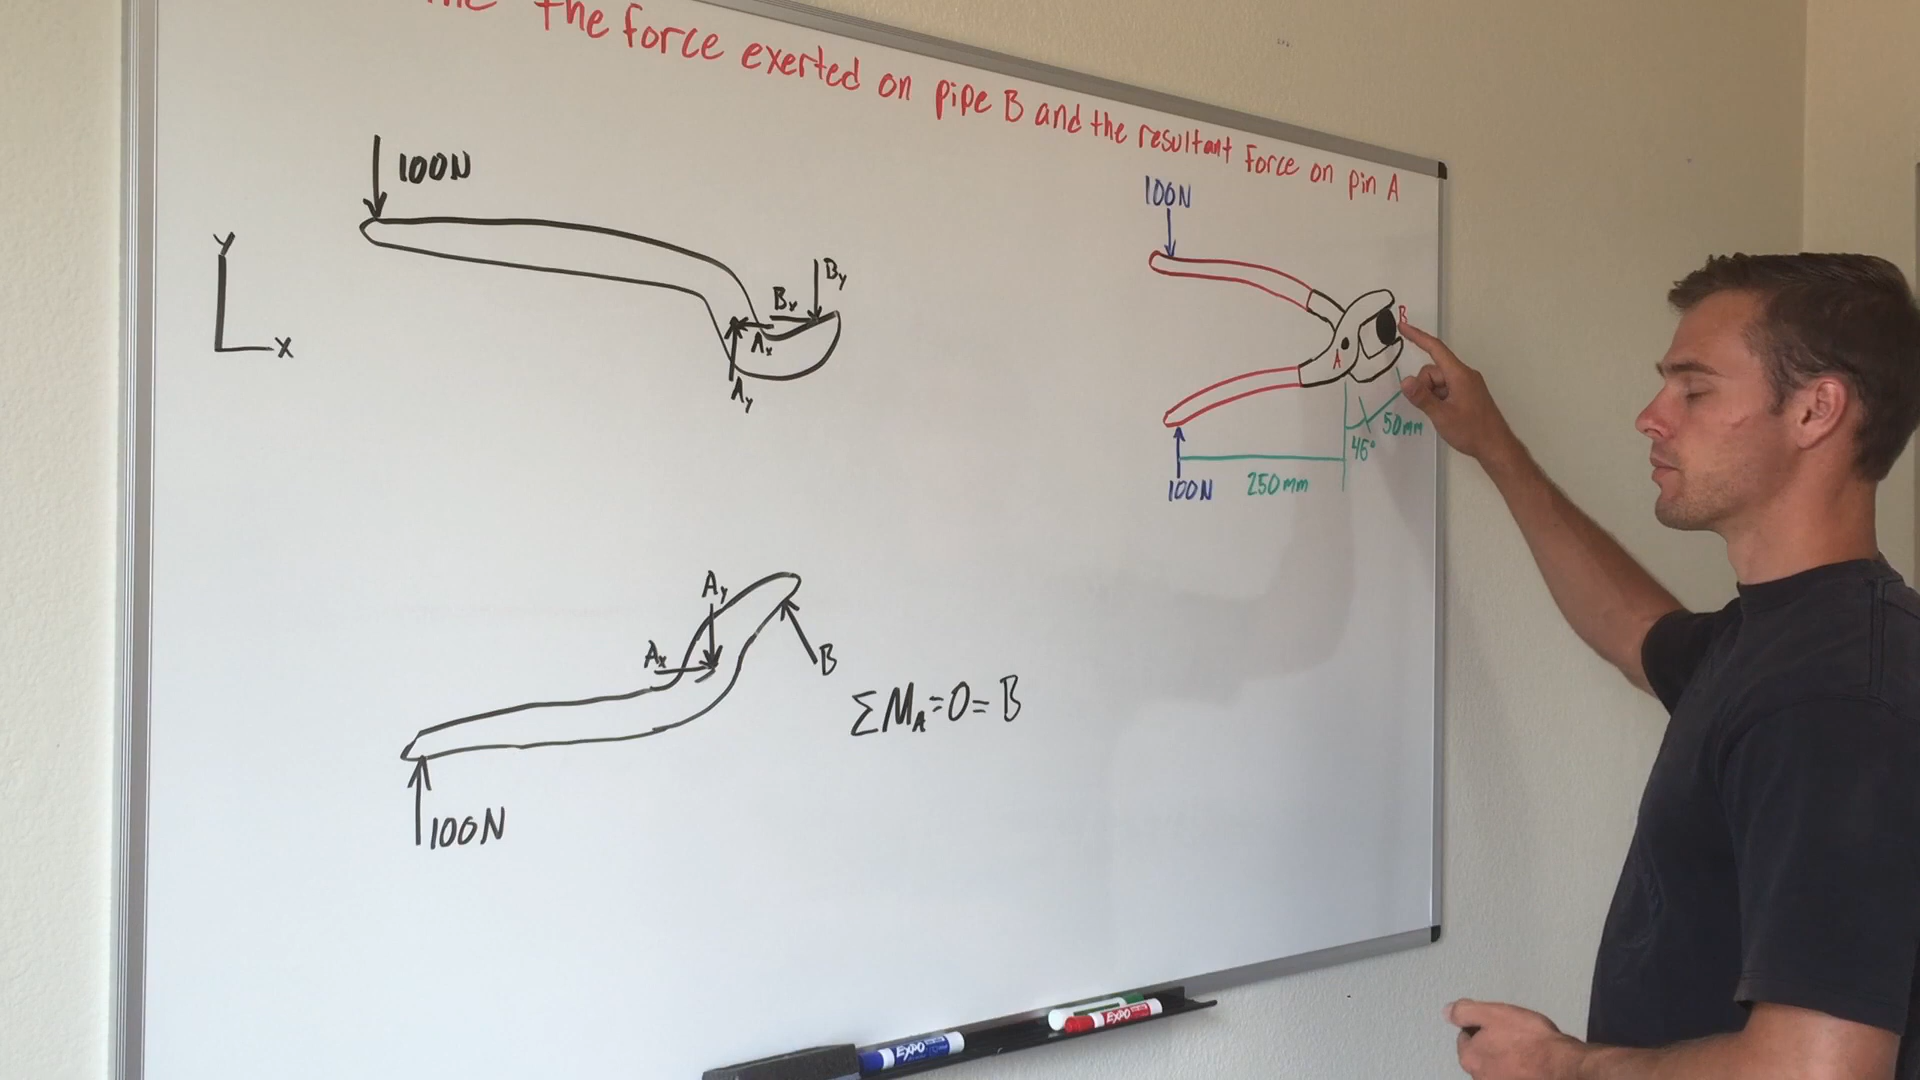 the force exerted on pipe B and the resultant force on pin A
100N
Y
X
By
Bx
Ax
Ay
100N
B
A
50mm
45°
250mm
100N
Ay
Ax
B
ΣMA=0=B
100N
EXPO
EXPO